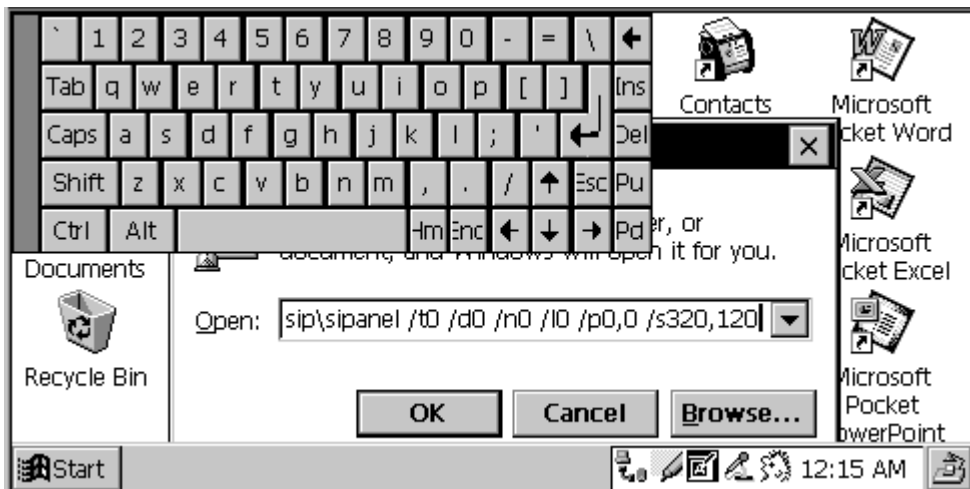 ` 1 2 3 4 5 6 7 8 9 0 - = \
Tab q w e r t y u i o p [ ] Ins
Caps a s d f g h j k l ; ' Del
Shift z x c v b n m , . / Esc Pu
Ctrl Alt Hm End Pd
Contacts
Microsoft
cket Word
er, or
document, and Windows will open it for you.
Microsoft
cket Excel
Documents
Open: sip\sipanel /t0 /d0 /n0 /l0 /p0,0 /s320,120
Recycle Bin
Microsoft
Pocket
owerPoint
OK Cancel Browse...
Start 12:15 AM